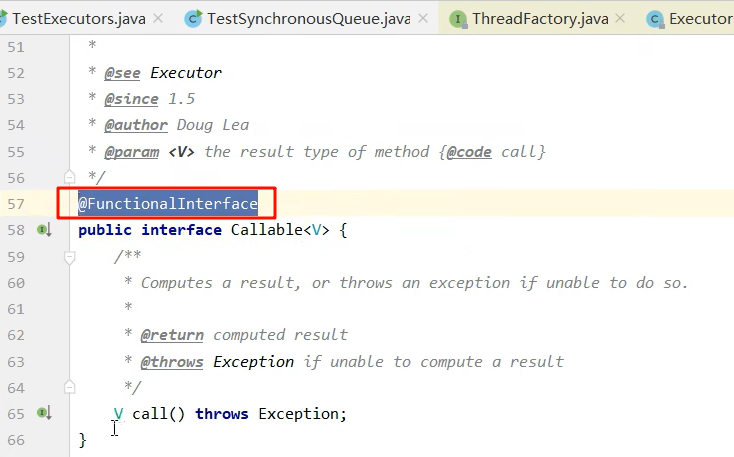 TestExecutors.java TestSynchronousQueue.java ThreadFactory.java Executor
51 *
52 * @see Executor
53 * @since 1.5
54 * @author Doug Lea
55 * @param <V> the result type of method {@code call}
56 */
57 @FunctionalInterface
58 public interface Callable<V> {
59 /**
60 * Computes a result, or throws an exception if unable to do so.
61 *
62 * @return computed result
63 * @throws Exception if unable to compute a result
64 */
65 V call() throws Exception;
66 }